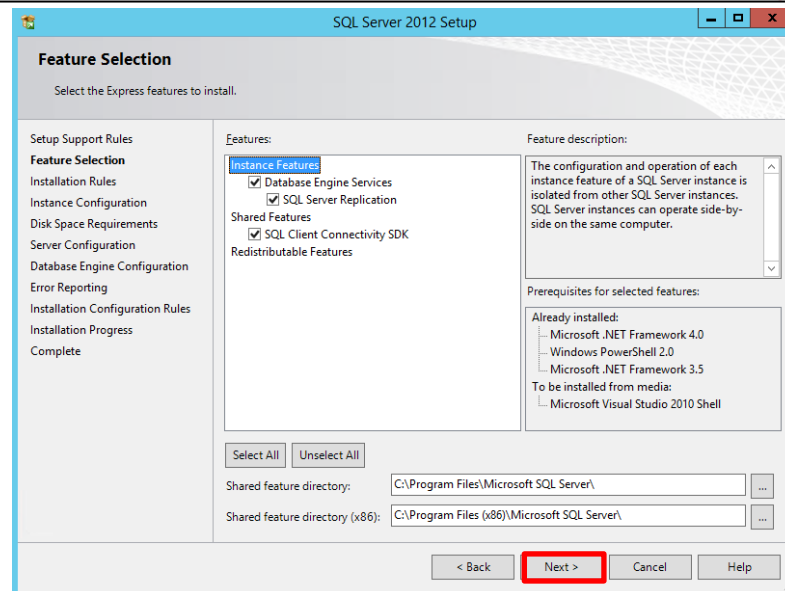 SQL Server 2012 Setup
Feature Selection
Select the Express features to install.
Setup Support Rules
Feature Selection
Installation Rules
Instance Configuration
Disk Space Requirements
Server Configuration
Database Engine Configuration
Error Reporting
Installation Configuration Rules
Installation Progress
Complete
Features:
Instance Features
Database Engine Services
SQL Server Replication
Shared Features
SQL Client Connectivity SDK
Redistributable Features
Feature description:
The configuration and operation of each
instance feature of a SQL Server instance is
isolated from other SQL Server instances.
SQL Server instances can operate side-by-
side on the same computer.
Prerequisites for selected features:
Already installed:
Microsoft .NET Framework 4.0
Windows PowerShell 2.0
Microsoft .NET Framework 3.5
To be installed from media:
Microsoft Visual Studio 2010 Shell
Select All Unselect All
Shared feature directory: C:\Program Files\Microsoft SQL Server\ ...
Shared feature directory (x86): C:\Program Files (x86)\Microsoft SQL Server\ ...
< Back Next > Cancel Help